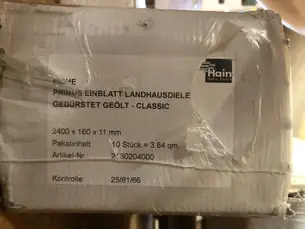 Hain
EICHE
PRIMUS EINBLATT LANDHAUSDIELE
GEBÜRSTET GEÖLT - CLASSIC
2400 x 160 x 11 mm
Paketinhalt: 10 Stück = 3.84 qm
Artikel-Nr
Kontrolle: 25/81/66